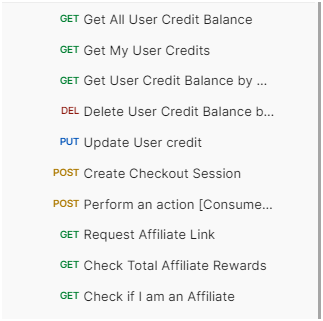 GET Get All User Credit Balance
GET Get My User Credits
GET Get User Credit Balance by ...
DEL Delete User Credit Balance b...
PUT Update User credit
POST Create Checkout Session
POST Perform an action [Consume...
GET Request Affiliate Link
GET Check Total Affiliate Rewards
GET Check if I am an Affiliate